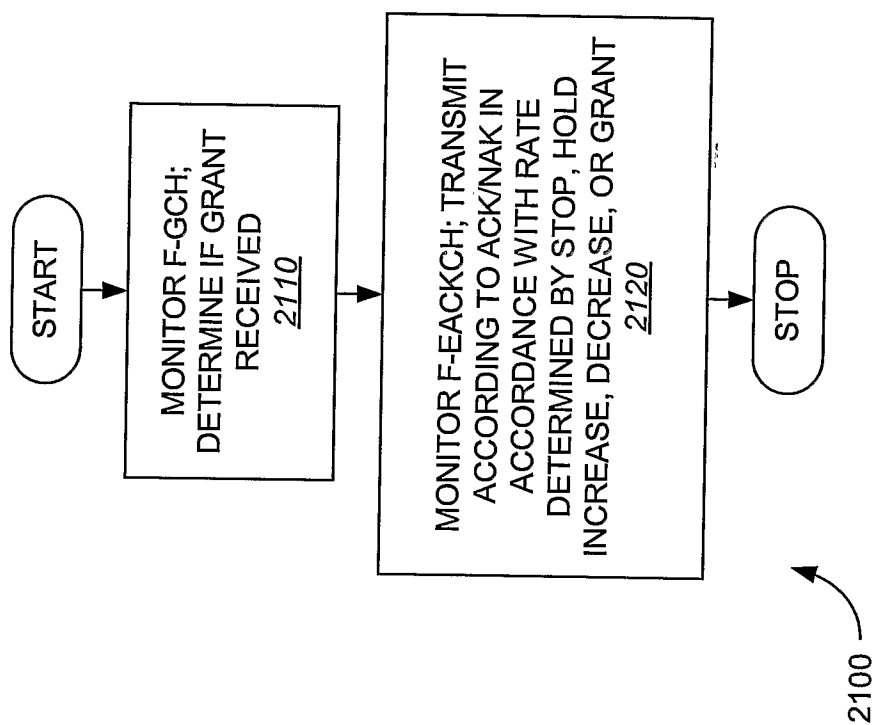 START
MONITOR F-GCH;
DETERMINE IF GRANT
RECEIVED
2110
MONITOR F-EACKCH; TRANSMIT
ACCORDING TO ACK/NAK IN
ACCORDANCE WITH RATE
DETERMINED BY STOP, HOLD
INCREASE, DECREASE, OR GRANT
2120
STOP
2100